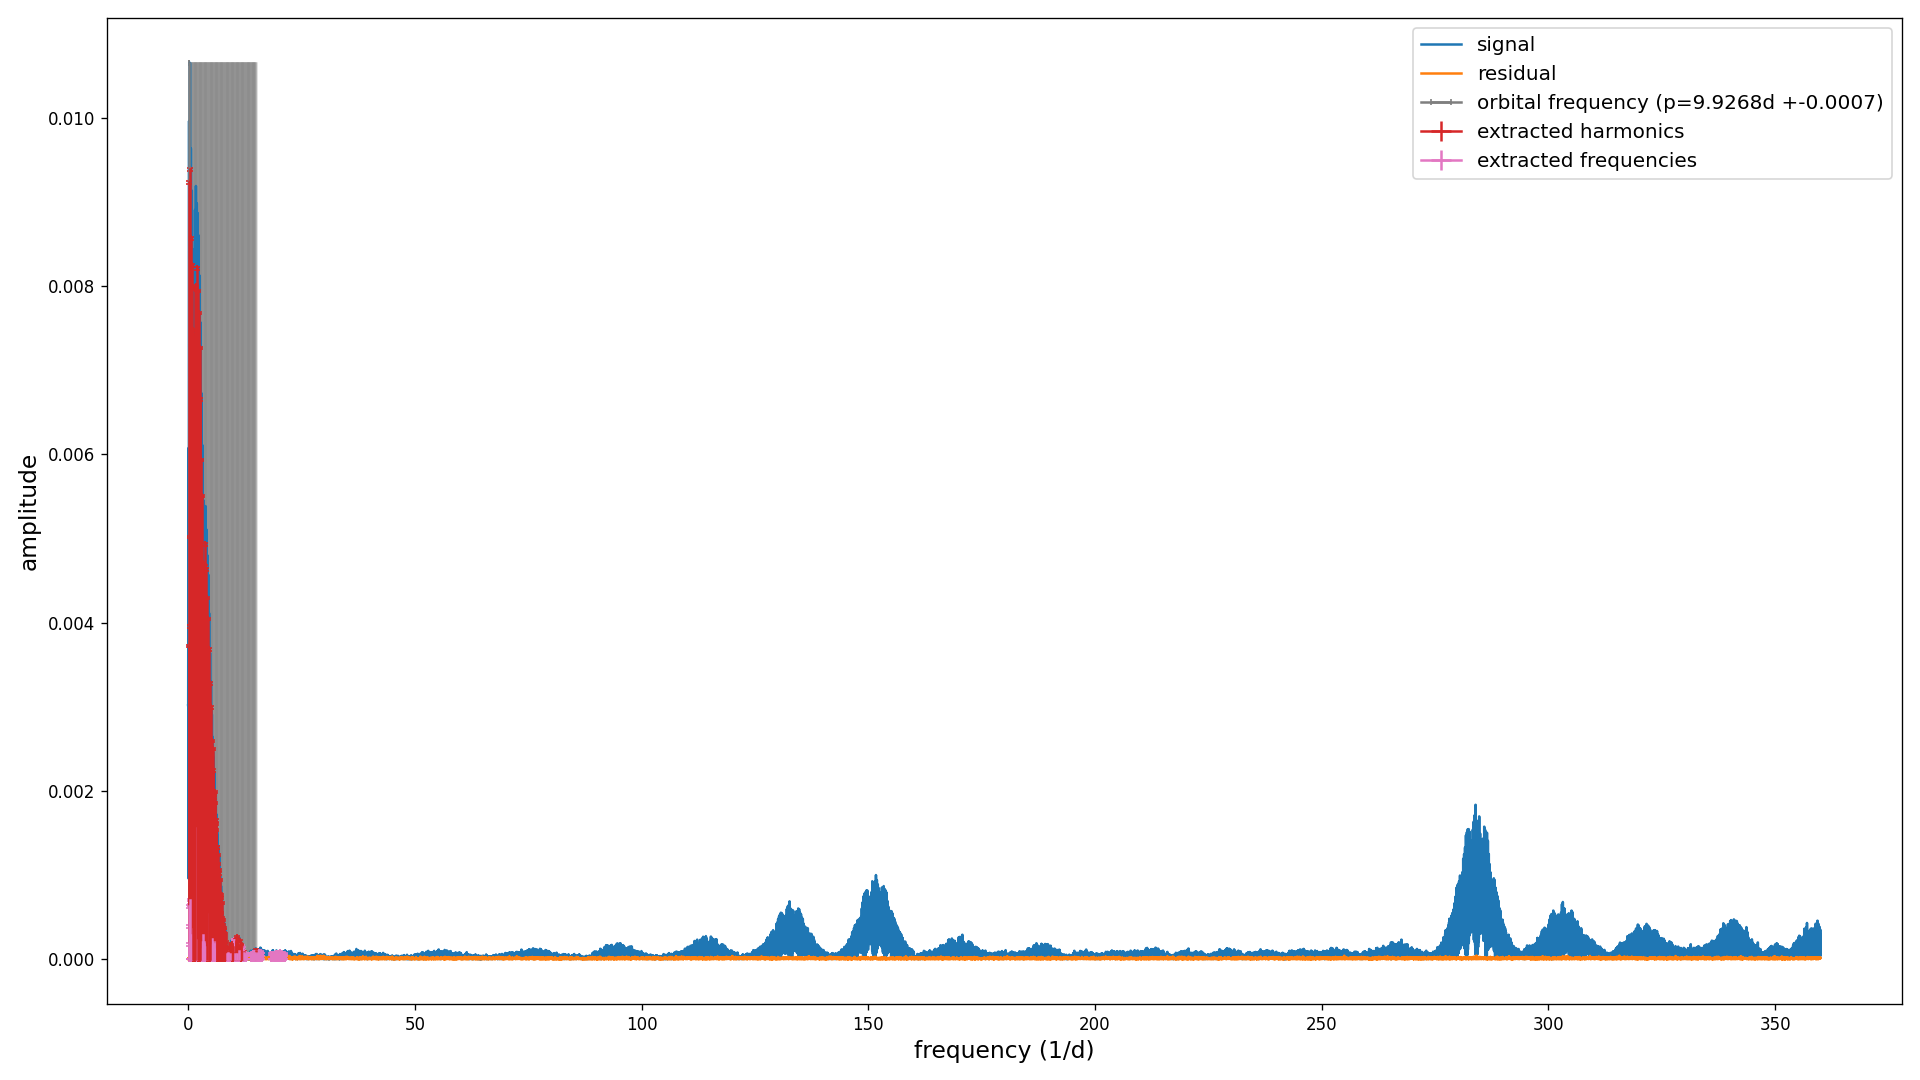 signal
residual
orbital frequency (p=9.9268d +-0.0007)
extracted harmonics
extracted frequencies
0.010
0.008
0.006
0.004
0.002
0.000
amplitude
0 50 100 150 200 250 300 350
frequency (1/d)